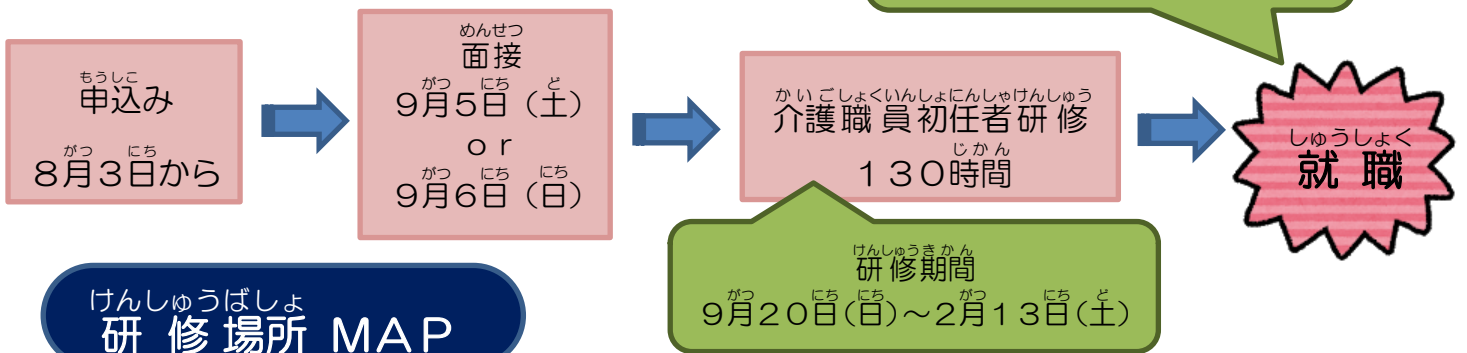 もうしこ
申込み
がつ にち
8月3日から
めんせつ
面接
がつ にち ど
9月5日（土）
or
がつ にち にち
9月6日（日）
かいごしょくいんしょにんしゃけんしゅう
介護職員初任者研修
じかん
130時間
しゅうしょく
就職
けんしゅうきかん
研修期間
がつ にち にち がつ にち ど
9月20日(日)～2月13日(土)
けんしゅうばしょ
研修場所 MAP